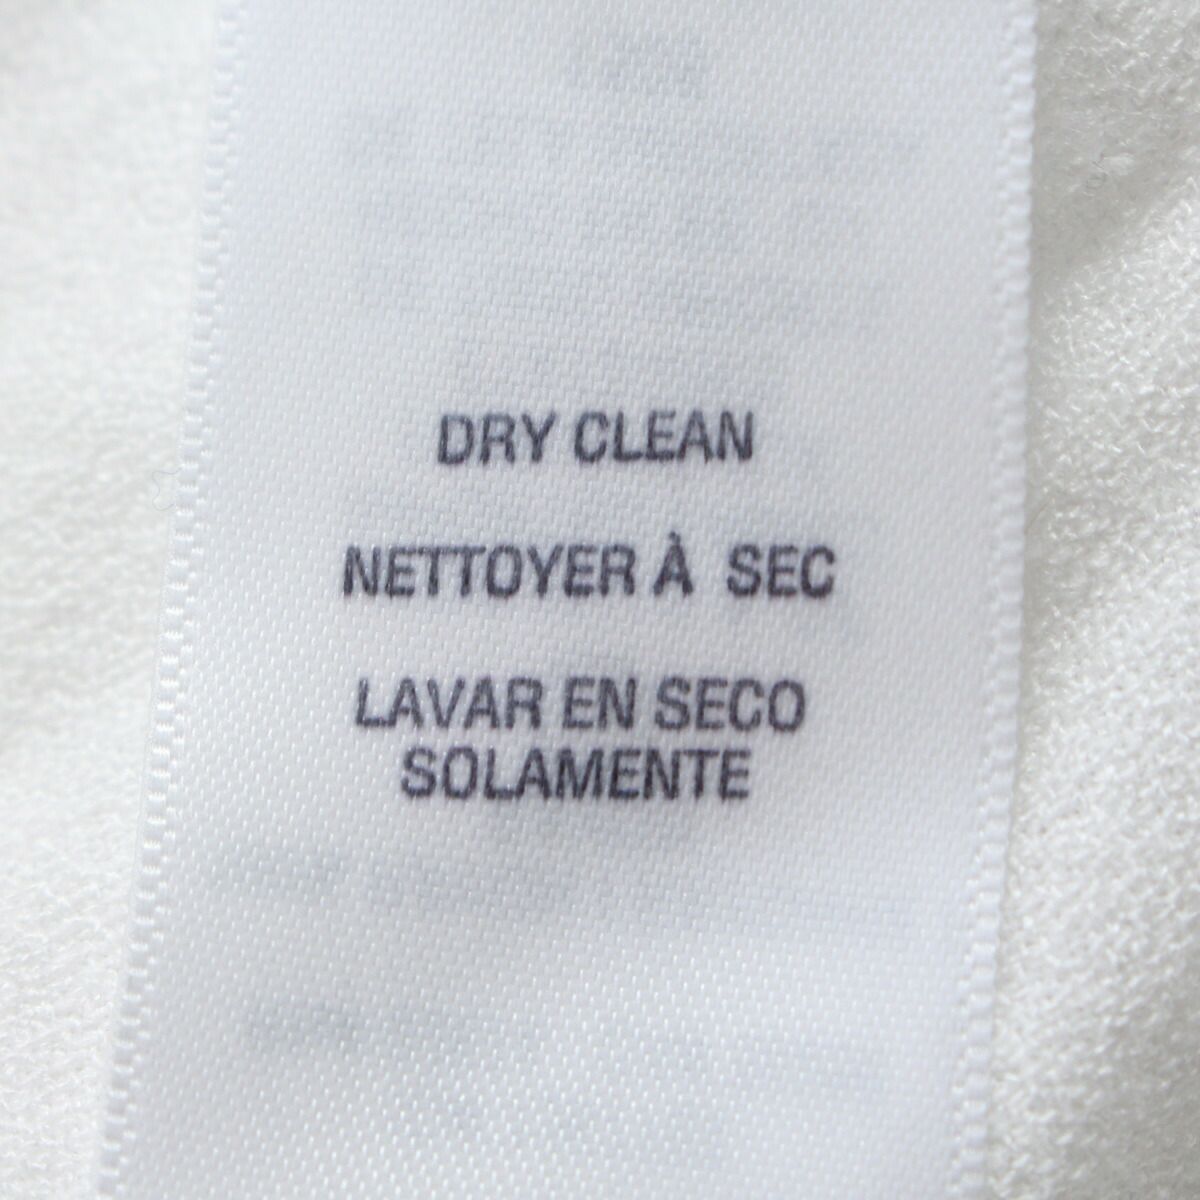 DRY CLEAN
NETTOYER À SEC
LAVAR EN SECO
SOLAMENTE